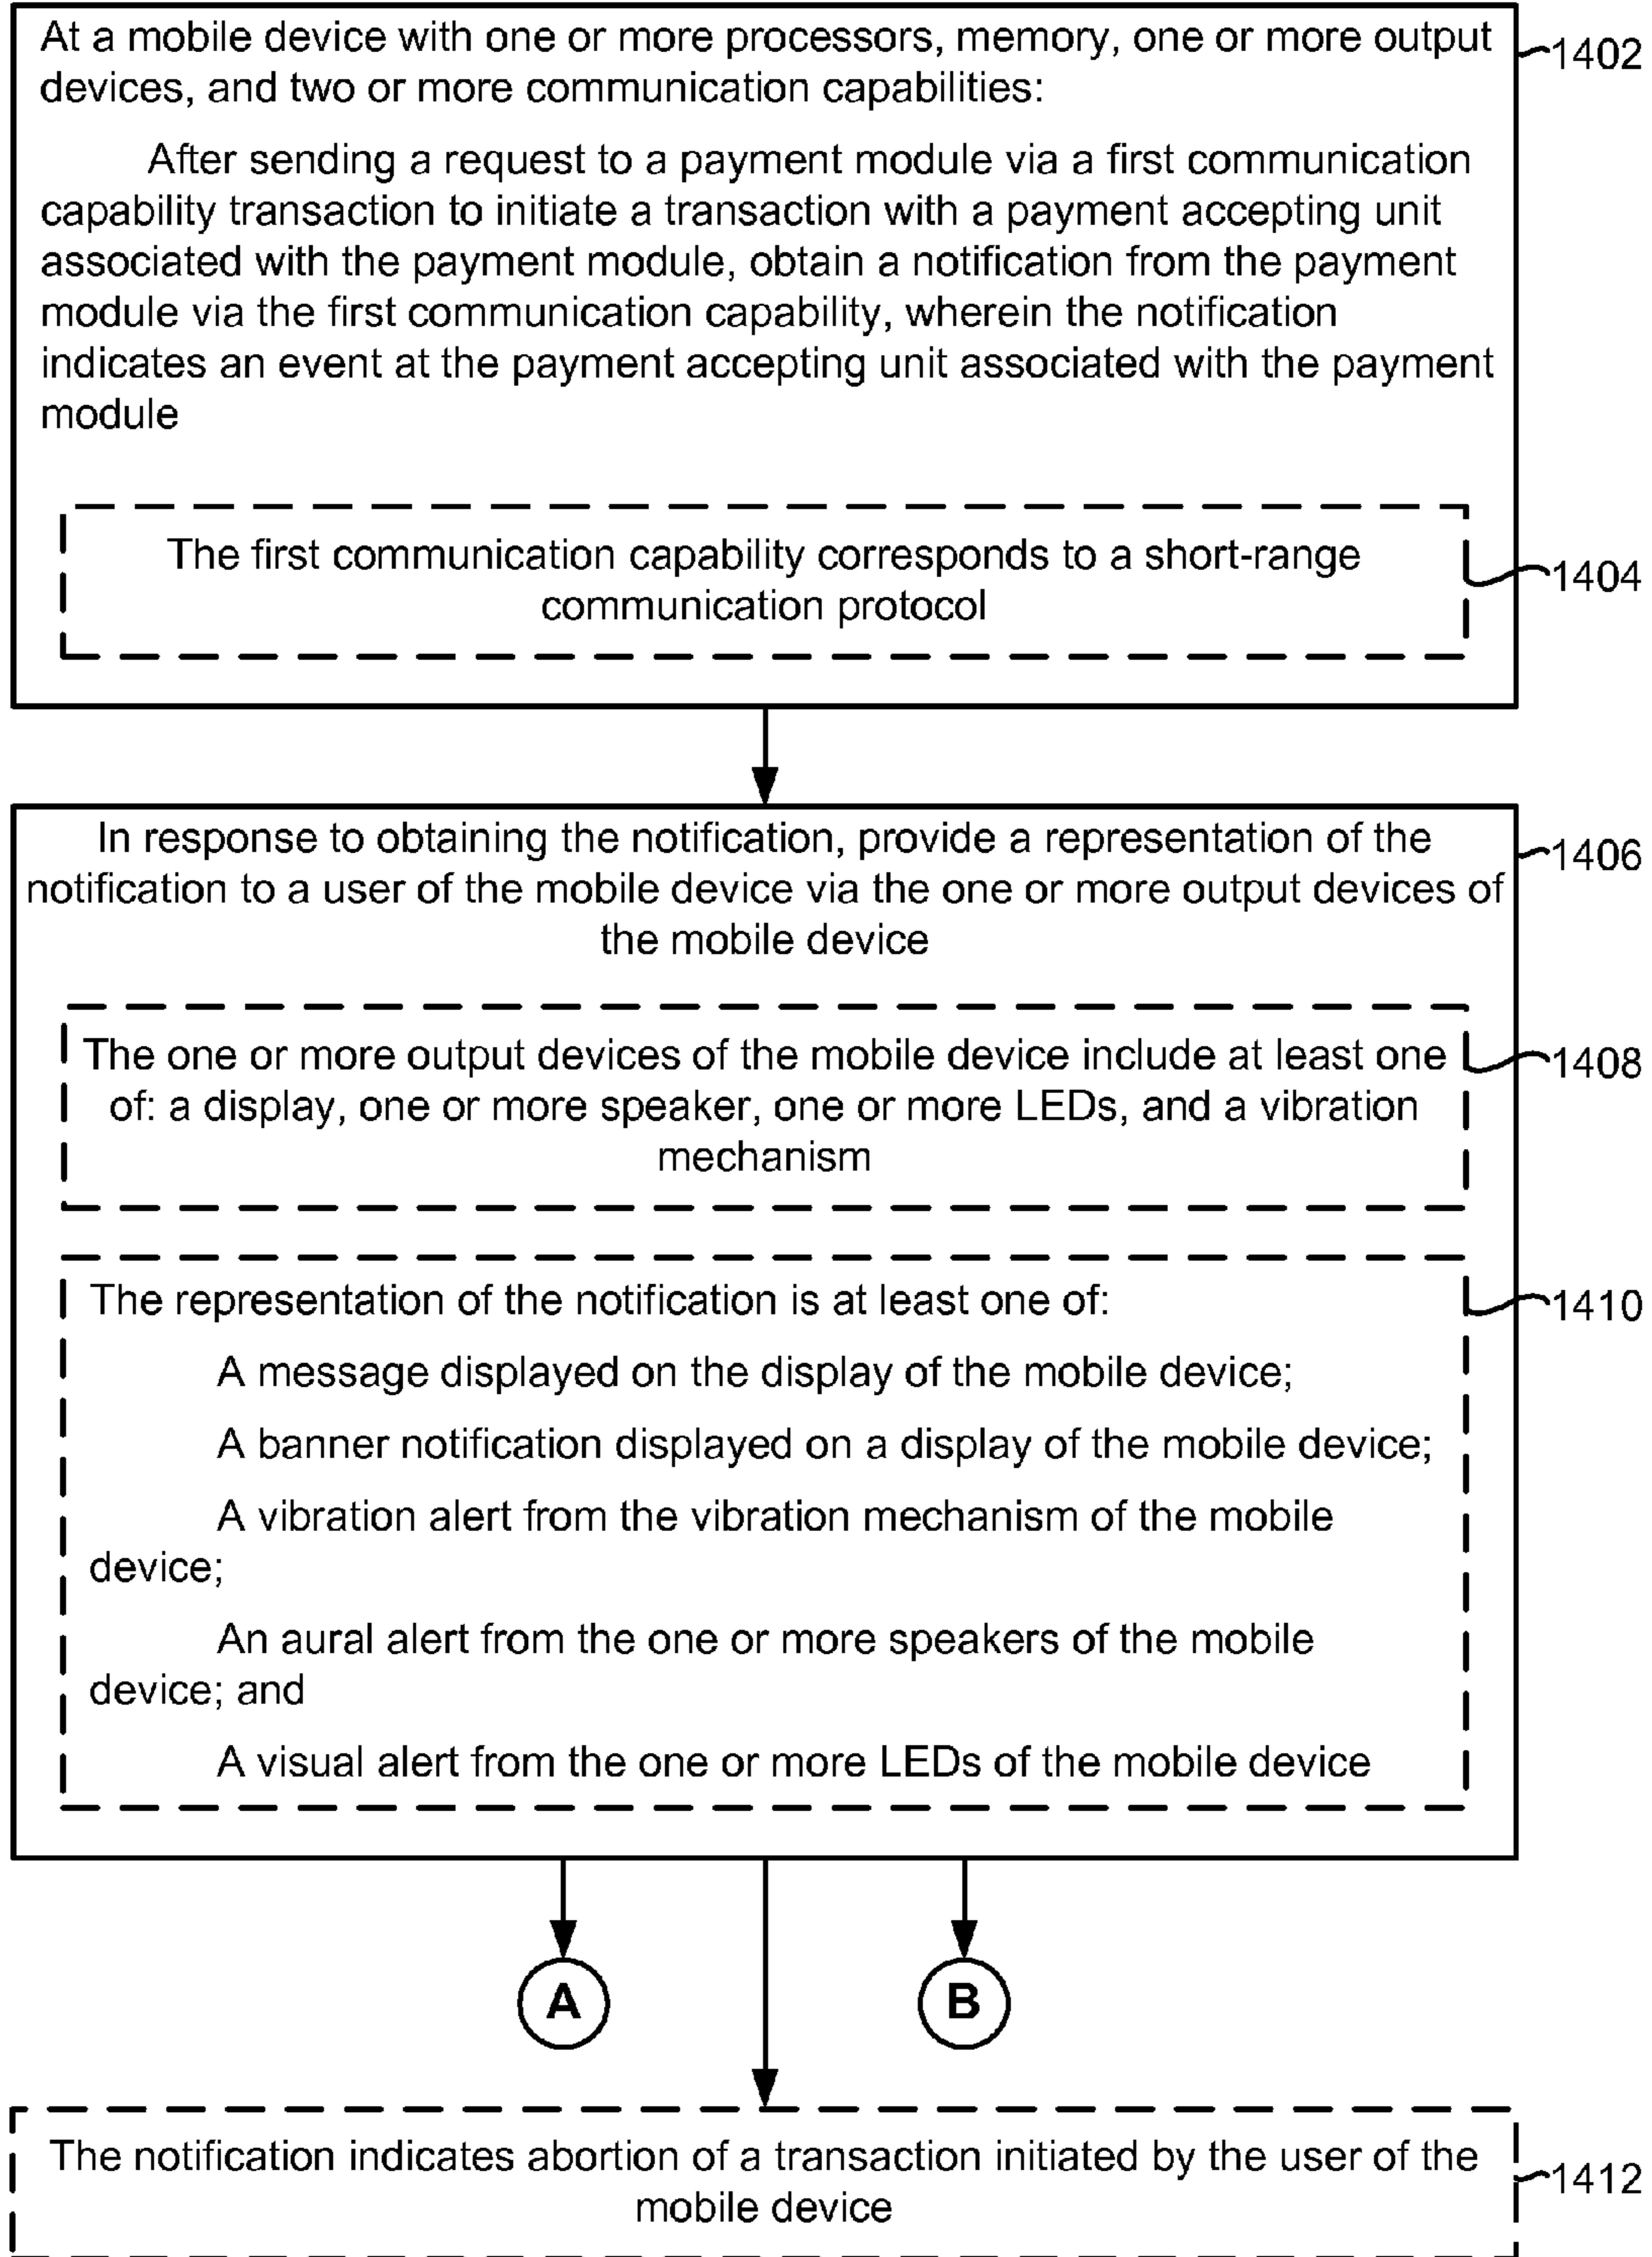 At a mobile device with one or more processors, memory, one or more output
devices, and two or more communication capabilities:
After sending a request to a payment module via a first communication
capability transaction to initiate a transaction with a payment accepting unit
associated with the payment module, obtain a notification from the payment
module via the first communication capability, wherein the notification
indicates an event at the payment accepting unit associated with the payment
module
1402
The first communication capability corresponds to a short-range
communication protocol
1404
In response to obtaining the notification, provide a representation of the
notification to a user of the mobile device via the one or more output devices of
the mobile device
1406
The one or more output devices of the mobile device include at least one
of: a display, one or more speaker, one or more LEDs, and a vibration
mechanism
1408
The representation of the notification is at least one of:
A message displayed on the display of the mobile device;
A banner notification displayed on a display of the mobile device;
A vibration alert from the vibration mechanism of the mobile
device;
An aural alert from the one or more speakers of the mobile
device; and
A visual alert from the one or more LEDs of the mobile device
1410
A
B
The notification indicates abortion of a transaction initiated by the user of the
mobile device
1412